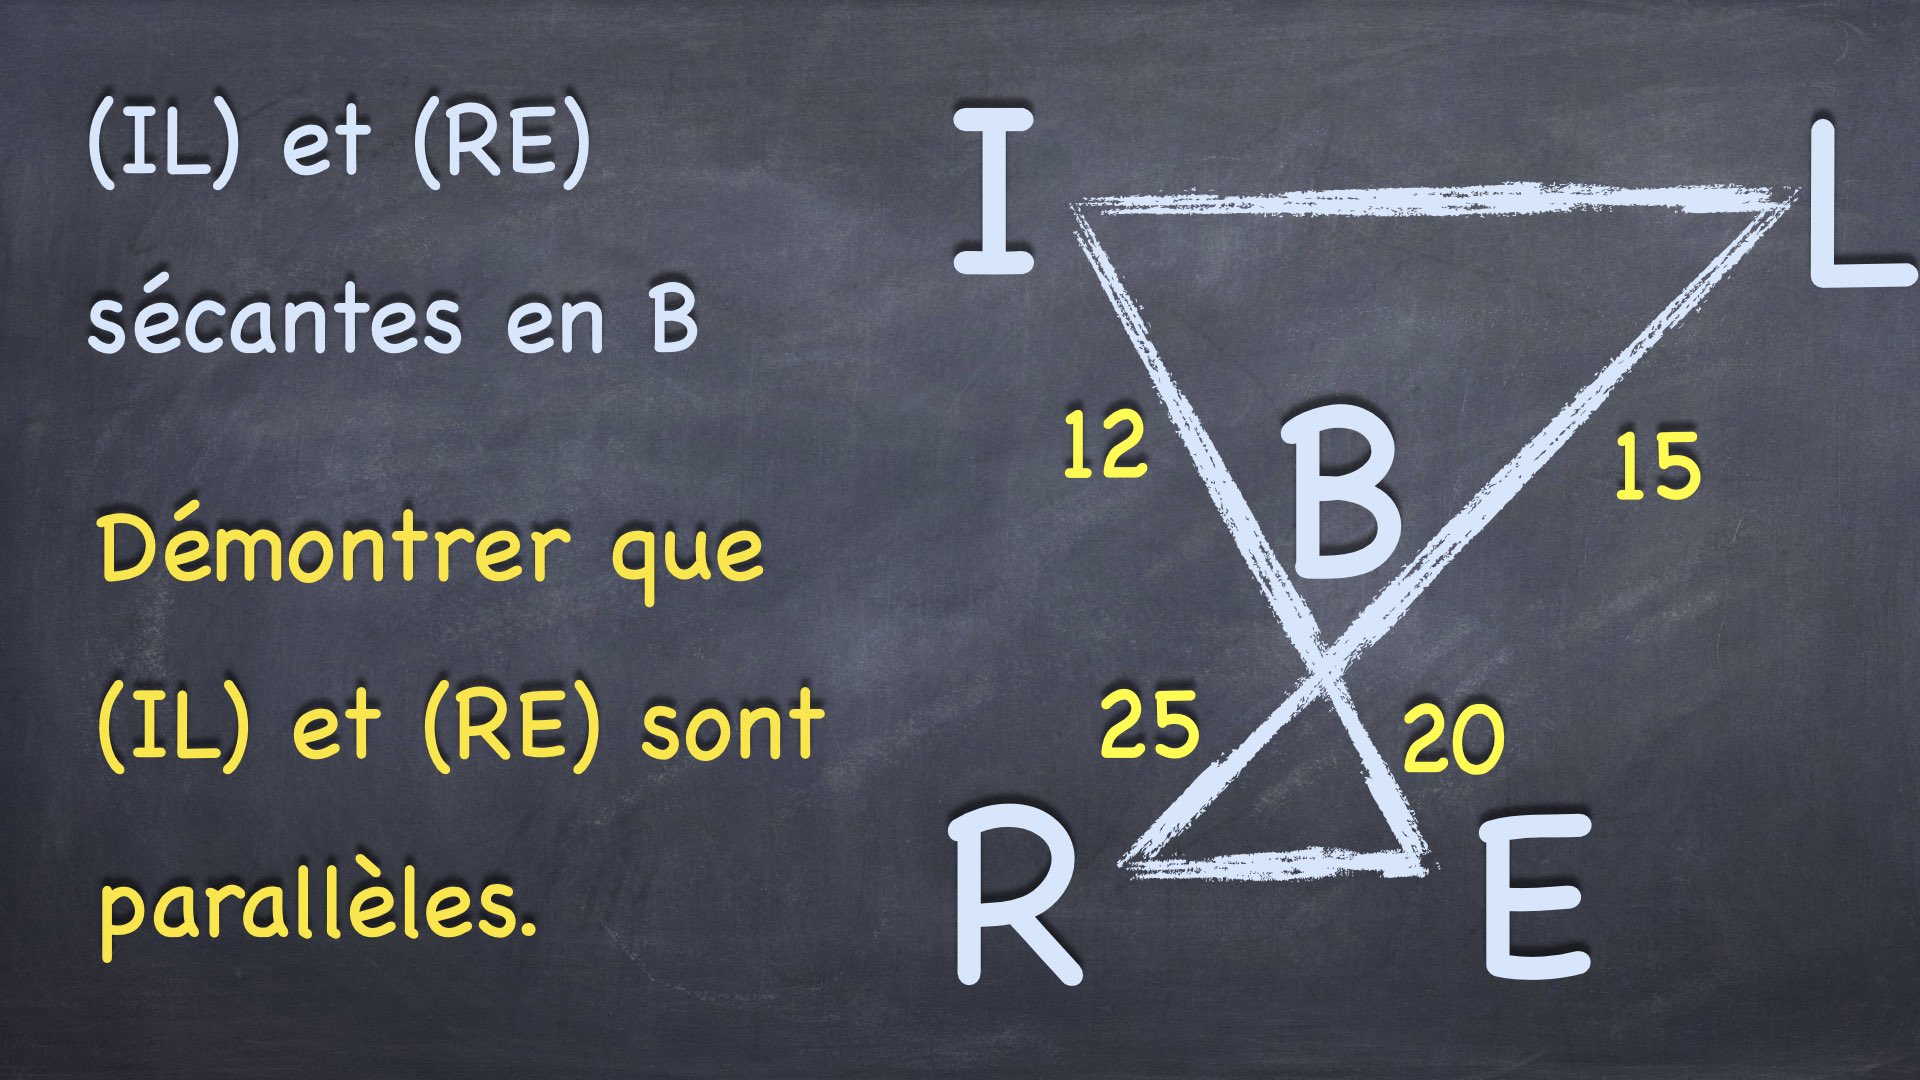 (IL) et (RE)
sécantes en B
Démontrer que
(IL) et (RE) sont
parallèles.
I
L
12
B
15
25
20
R
E